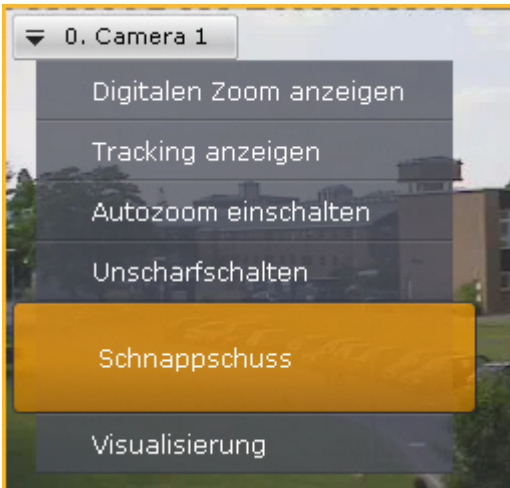 0. Camera 1
Digitalen Zoom anzeigen
Tracking anzeigen
Autozoom einschalten
Unscharfschalten
Schnappschuss
Visualisierung